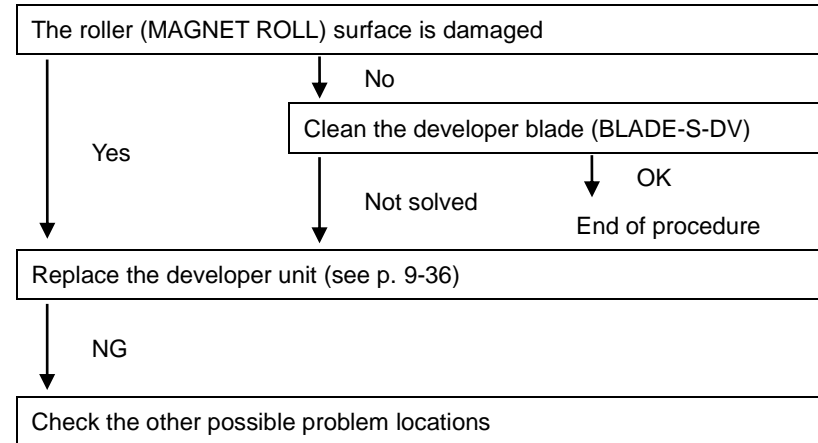 The roller (MAGNET ROLL) surface is damaged
No
Clean the developer blade (BLADE-S-DV)
Yes
OK
Not solved
End of procedure
Replace the developer unit (see p. 9-36)
NG
Check the other possible problem locations